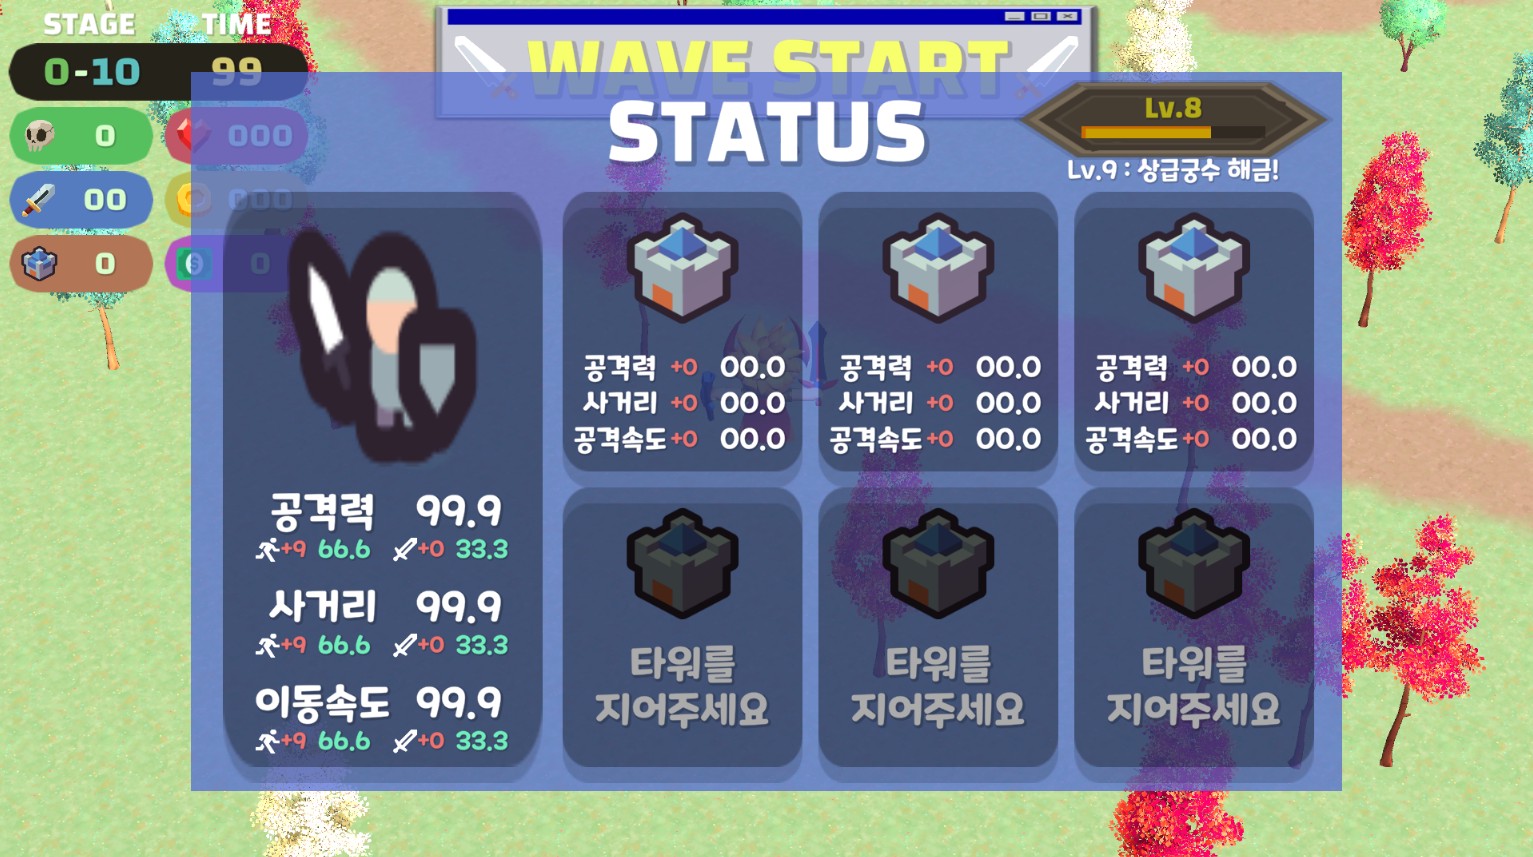 STAGE TIME
0-10 99
WAVE START
0 000
00 000
0 0
STATUS
Lv.8
Lv.9 : 상급궁수 해금!
공격력 99.9
+9 66.6 +0 33.3
사거리 99.9
+9 66.6 +0 33.3
이동속도 99.9
+9 66.6 +0 33.3
공격력 +0 00.0
사거리 +0 00.0
공격속도 +0 00.0
공격력 +0 00.0
사거리 +0 00.0
공격속도 +0 00.0
공격력 +0 00.0
사거리 +0 00.0
공격속도 +0 00.0
타워를
지어주세요
타워를
지어주세요
타워를
지어주세요